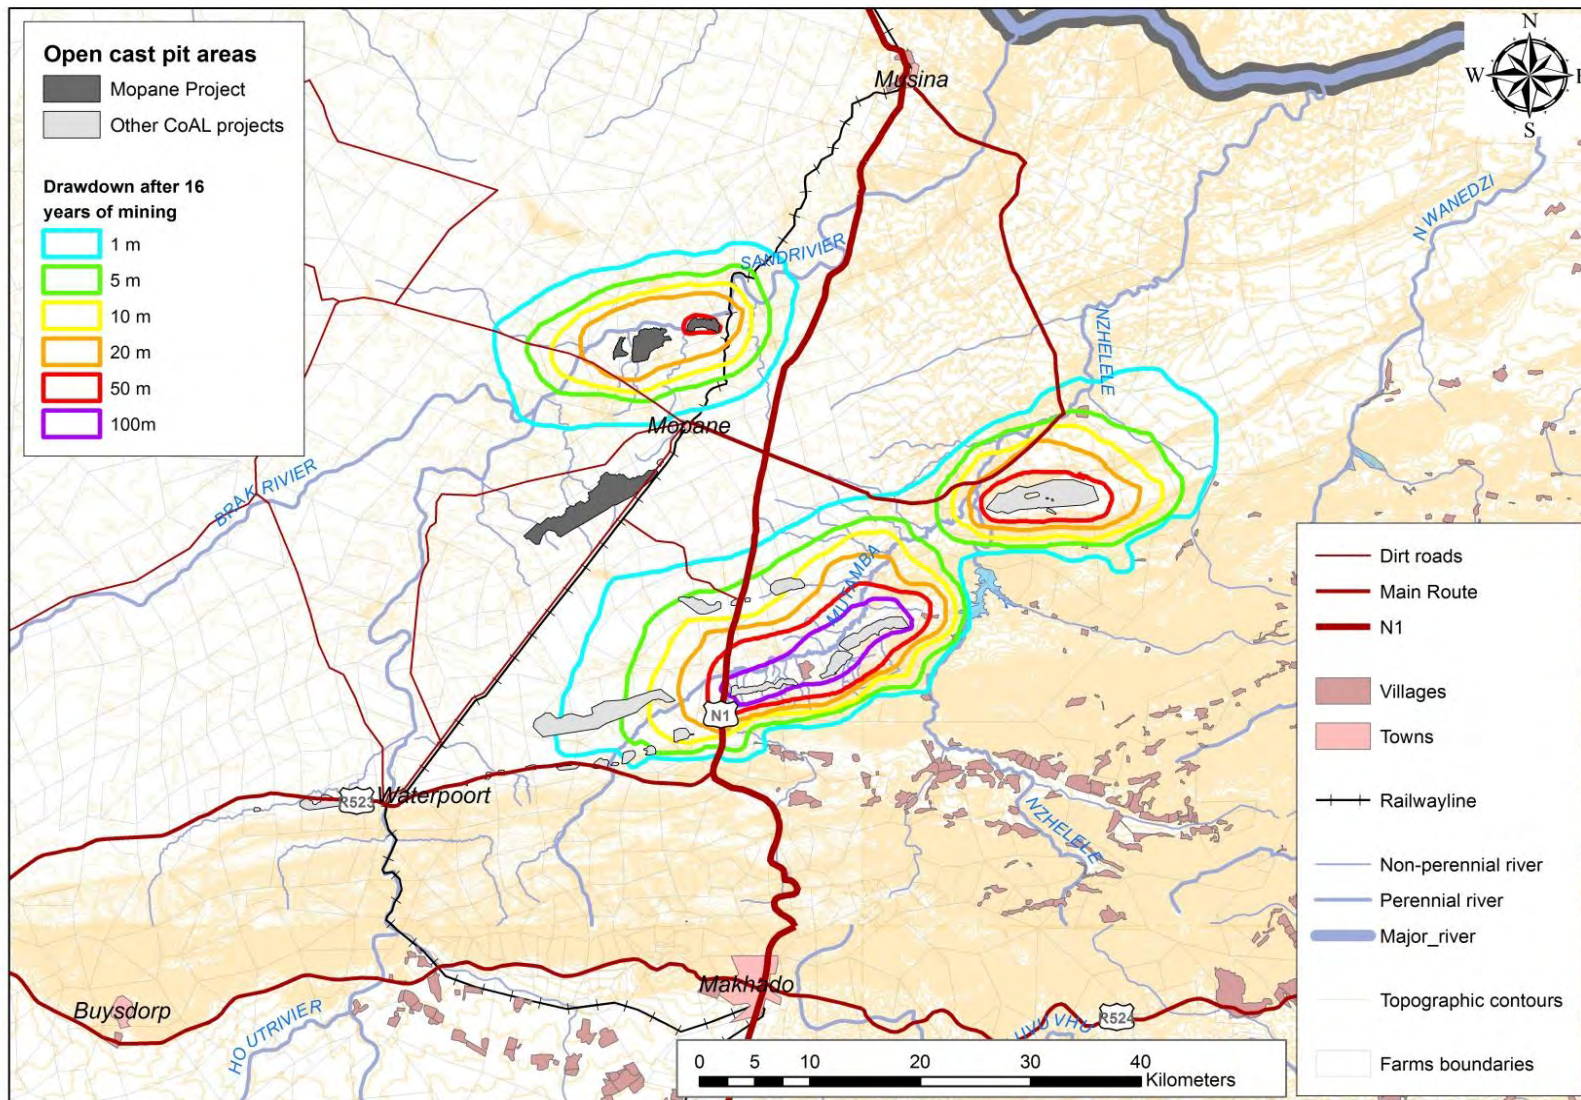 Open cast pit areas
Mopane Project
Other CoAL projects
Drawdown after 16
years of mining
1 m
5 m
10 m
20 m
50 m
100m
N
W
E
S
Musina
SANDRIVIER
N WANEDZI
NZHELELE
Mopane
BRAK RIVIER
MUTAMBA
N1
R523
Waterpoort
NZHELELE
Makhado
Buysdorp
HOUTRIVIER
R524
Dirt roads
Main Route
N1
Villages
Towns
Railwayline
Non-perennial river
Perennial river
Major_river
Topographic contours
Farms boundaries
0 5 10 20 30 40
Kilometers